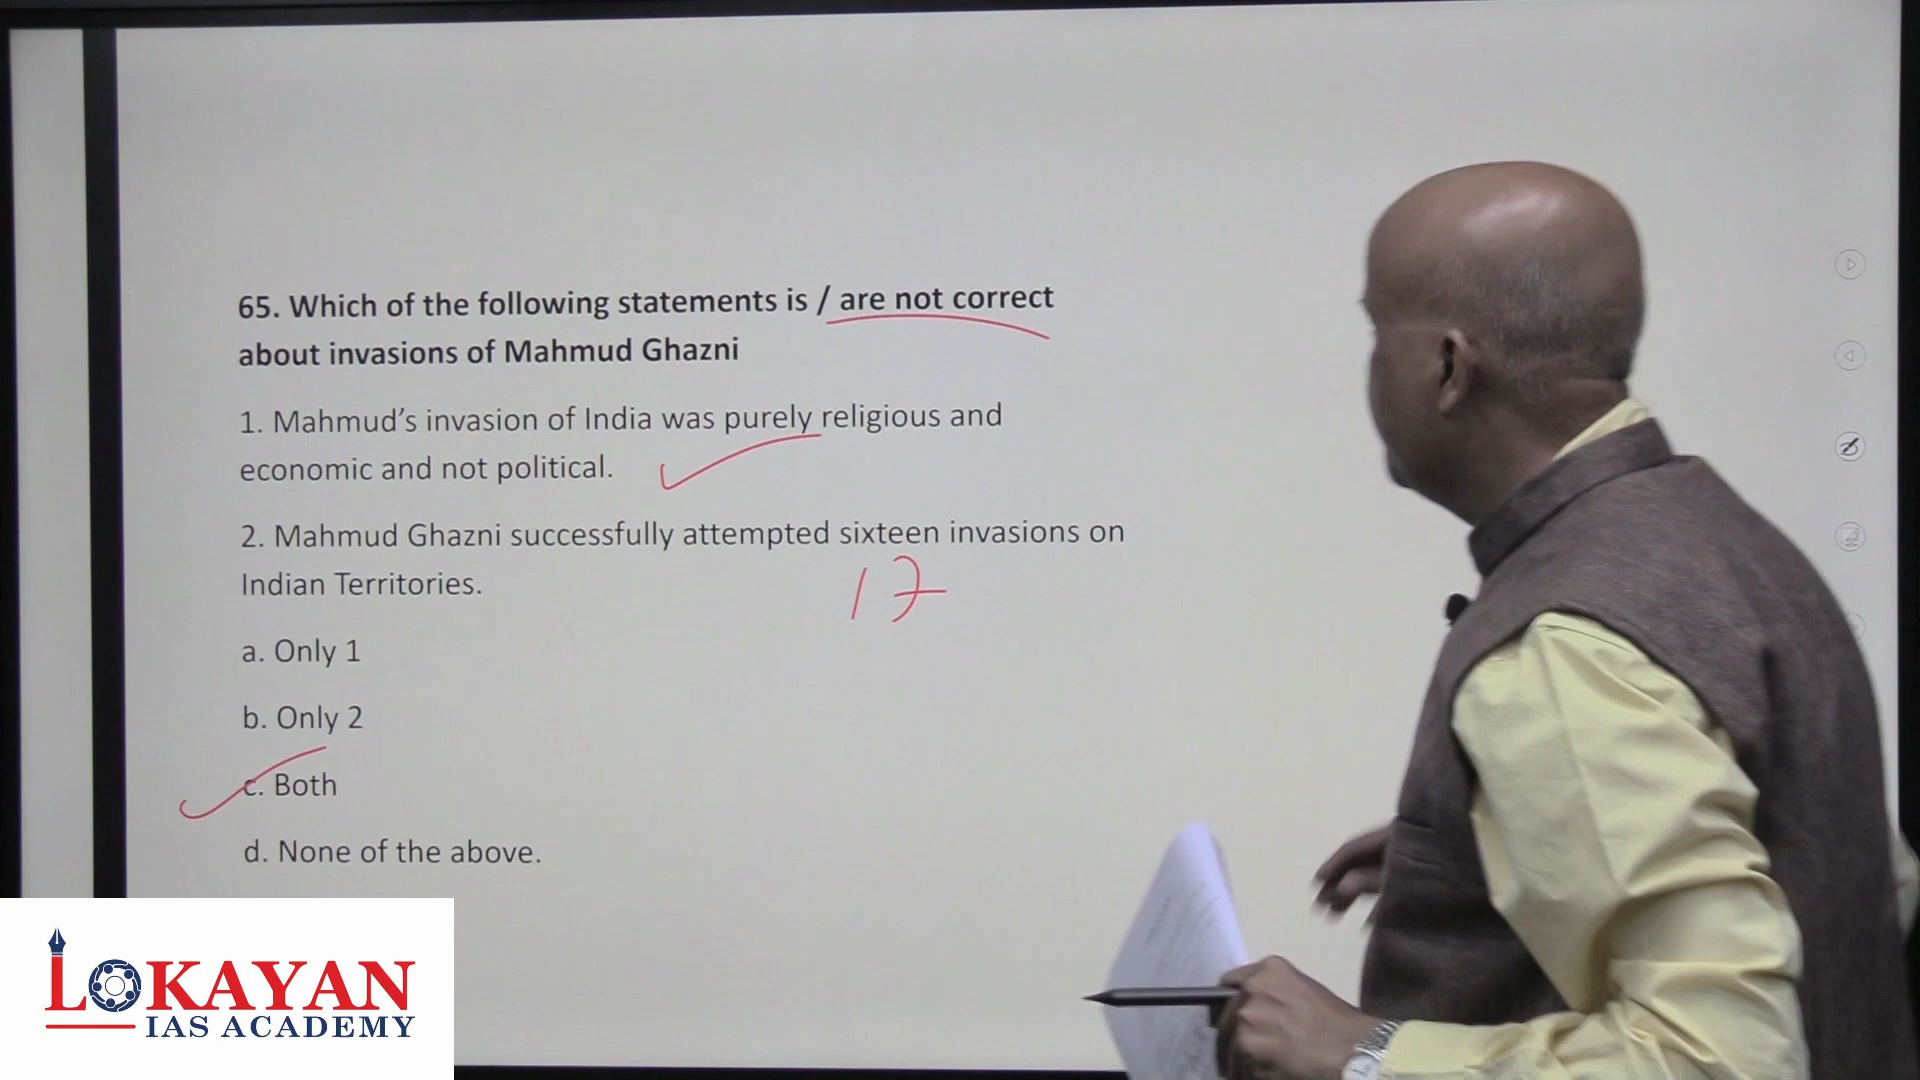 65. Which of the following statements is / are not correct
about invasions of Mahmud Ghazni
1. Mahmud’s invasion of India was purely religious and
economic and not political.
2. Mahmud Ghazni successfully attempted sixteen invasions on
17
Indian Territories.
a. Only 1
b. Only 2
c. Both
d. None of the above.
LOKAYAN
IAS ACADEMY